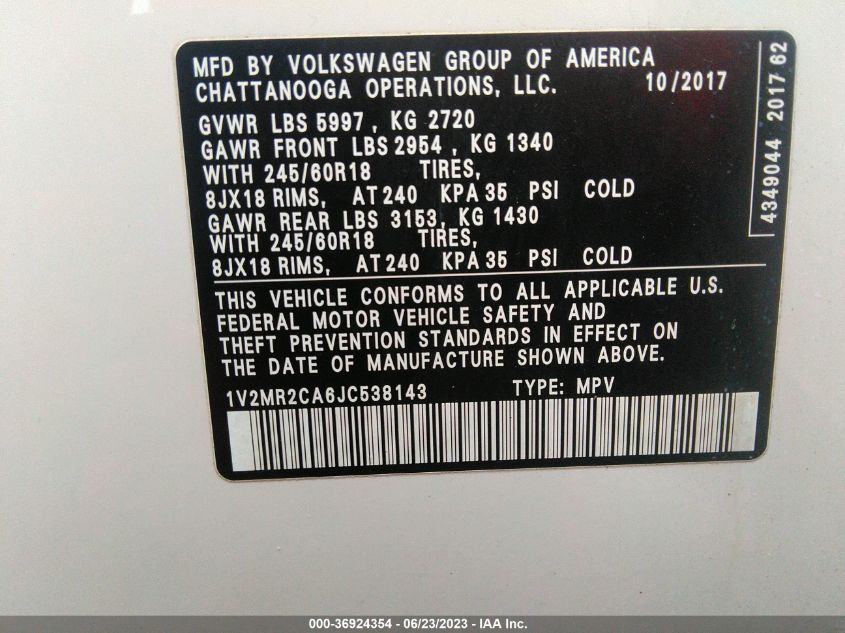 MFD BY VOLKSWAGEN GROUP OF AMERICA
CHATTANOOGA OPERATIONS, LLC. 10/2017
GVWR LBS 5997, KG 2720
GAWR FRONT LBS 2954, KG 1340
WITH 245/60R18 TIRES,
8JX18 RIMS, AT 240 KPA 35 PSI COLD
GAWR REAR LBS 3153, KG 1430
WITH 245/60R18 TIRES,
8JX18 RIMS, AT 240 KPA 35 PSI COLD
THIS VEHICLE CONFORMS TO ALL APPLICABLE U.S.
FEDERAL MOTOR VEHICLE SAFETY AND
THEFT PREVENTION STANDARDS IN EFFECT ON
THE DATE OF MANUFACTURE SHOWN ABOVE.
1V2MR2CA6JC538143 TYPE: MPV
4349044 2017 62
000-36924354 - 06/23/2023 - IAA Inc.